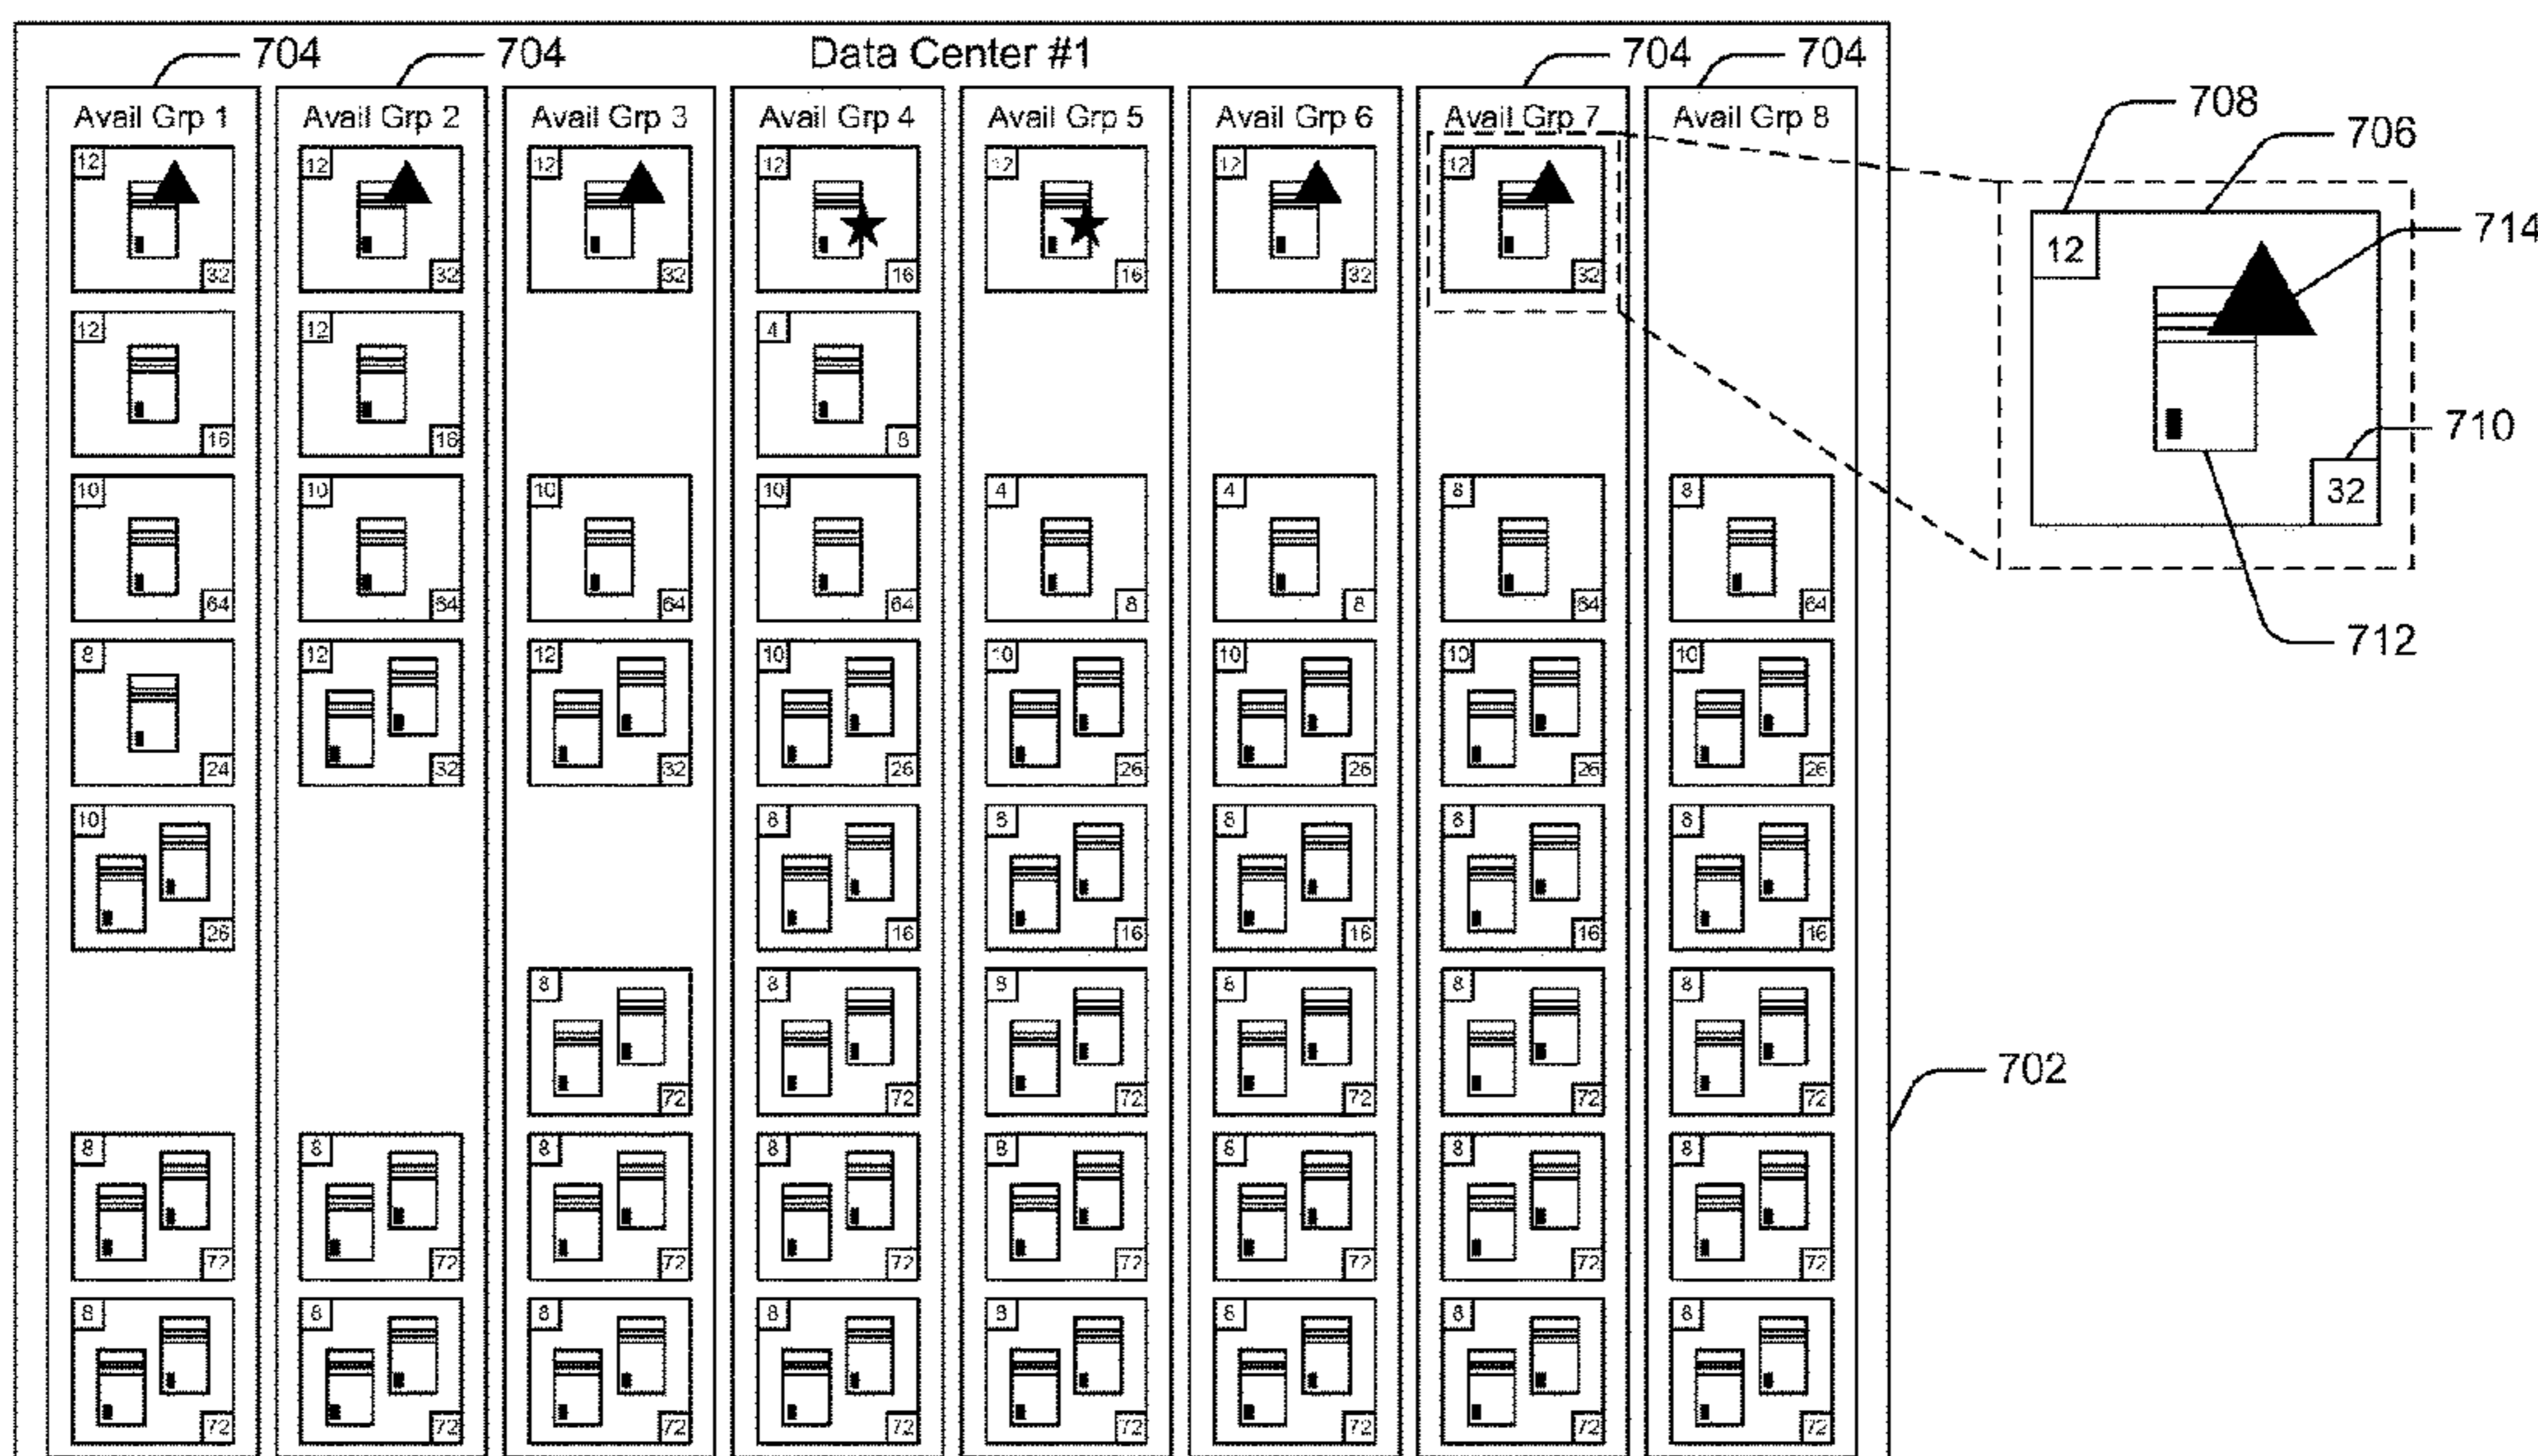 704 704 Data Center #1 704 704
Avail Grp 1 Avail Grp 2 Avail Grp 3 Avail Grp 4 Avail Grp 5 Avail Grp 6 Avail Grp 7 Avail Grp 8
708
706
12 12 12 12 12 12 12
12
714
32 32 32 16 16 32 32
12 12 4
710
16 16 8
32
10 10 10 10 4 4 8 8
64 64 64 64 8 8 64 64
712
8 12 12 10 10 10 10 10
24 32 32 26 26 26 26 26
10 8 8 8 8 8
26 16 16 16 16 16
8 8 8 8 8 8
702
72 72 72 72 72 72
8 8 8 8 8 8 8 8
72 72 72 72 72 72 72 72
8 8 8 8 8 8 8 8
72 72 72 72 72 72 72 72